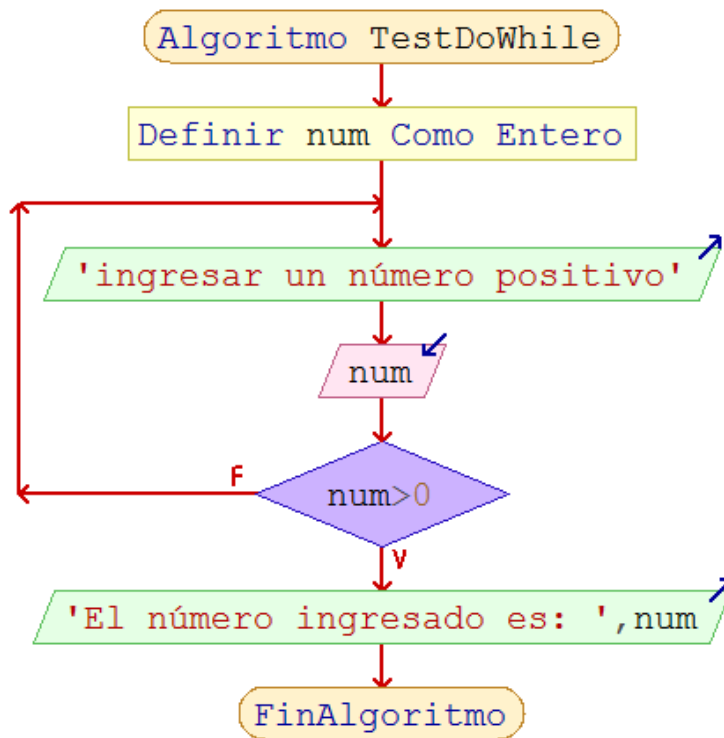 Algoritmo TestDoWhile
Definir num Como Entero
'ingresar un número positivo'
num
F
num>0
V
'El número ingresado es: ',num
FinAlgoritmo